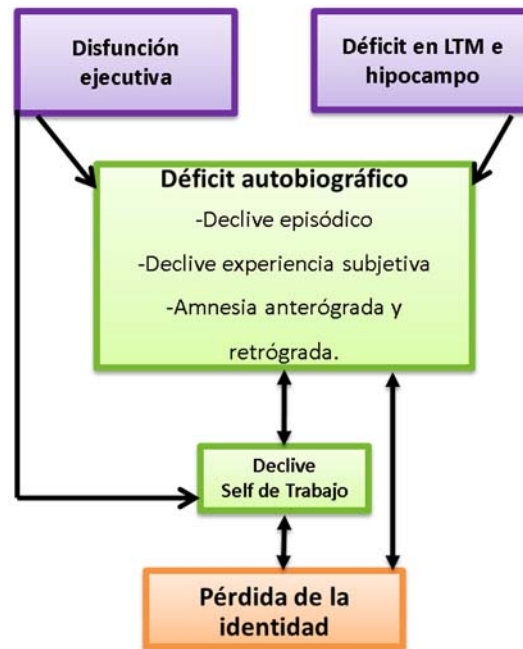 Disfunción
ejecutiva
Déficit en LTM e
hipocampo
Déficit autobiográfico
-Declive episódico
-Declive experiencia subjetiva
-Amnesia anterógrada y
retrógrada.
Declive
Self de Trabajo
Pérdida de la
identidad